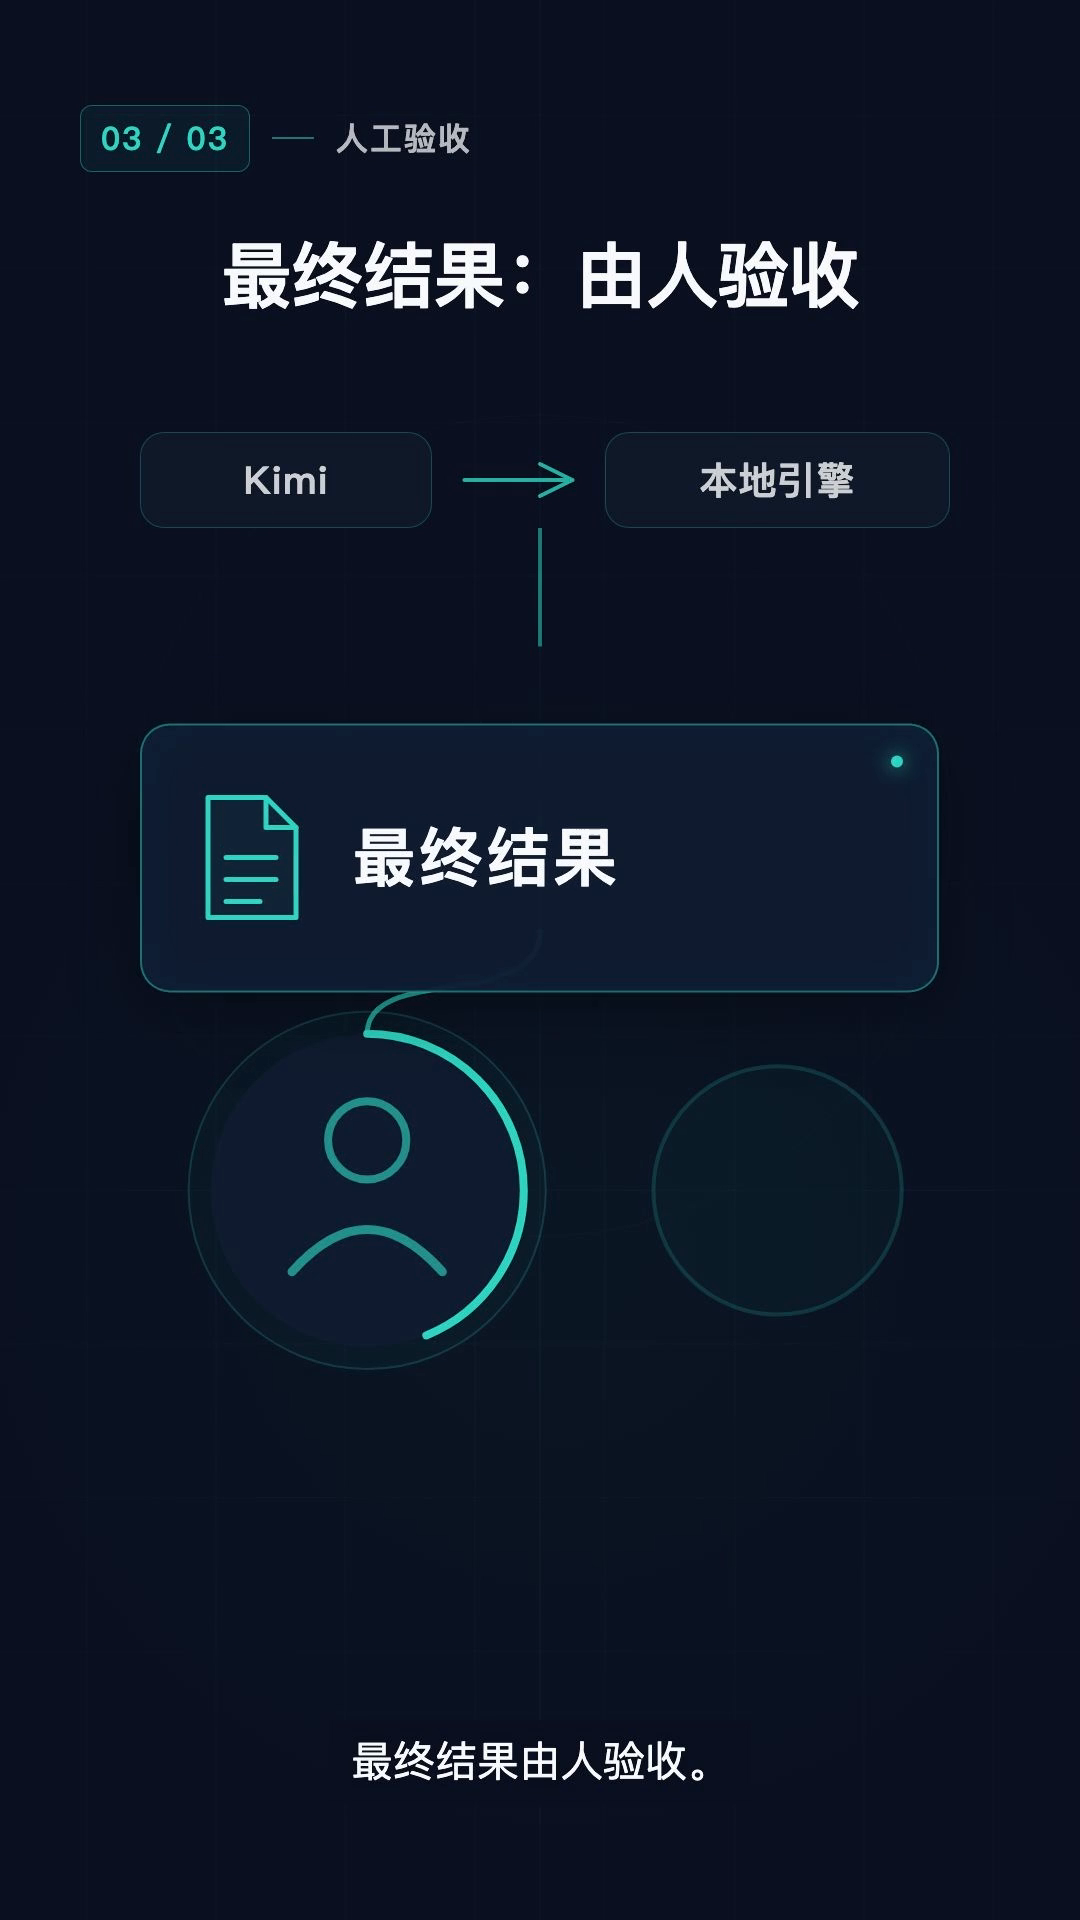 03 / 03 — 人工验收
最终结果：由人验收
Kimi
本地引擎
最终结果
最终结果由人验收。